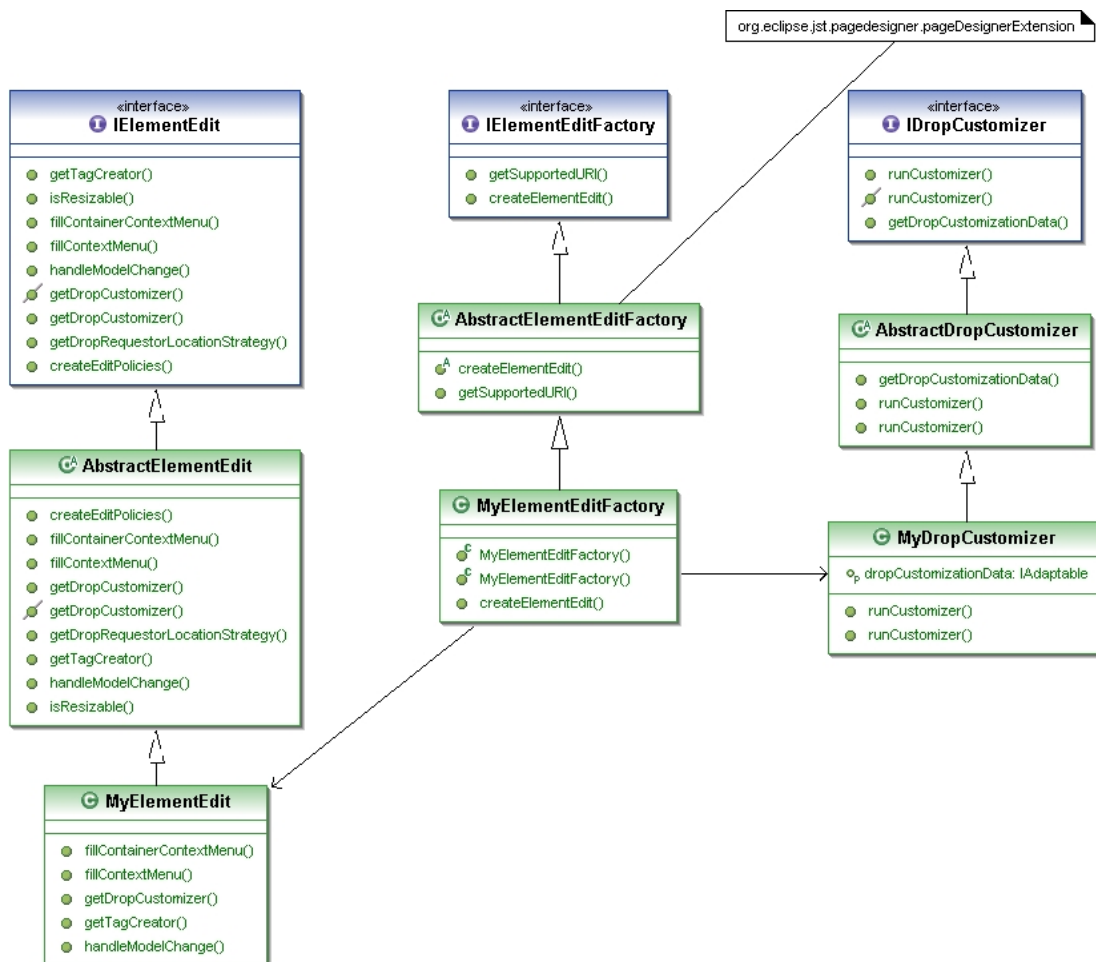 org.eclipse.jst.pagedesigner.pageDesignerExtension
«interface»
IElementEdit
getTagCreator()
isResizable()
fillContainerContextMenu()
fillContextMenu()
handleModelChange()
getDropCustomizer()
getDropCustomizer()
getDropRequestorLocationStrategy()
createEditPolicies()
«interface»
IElementEditFactory
getSupportedURI()
createElementEdit()
«interface»
IDropCustomizer
runCustomizer()
runCustomizer()
getDropCustomizationData()
AbstractElementEditFactory
createElementEdit()
getSupportedURI()
AbstractDropCustomizer
getDropCustomizationData()
runCustomizer()
runCustomizer()
AbstractElementEdit
createEditPolicies()
fillContainerContextMenu()
fillContextMenu()
getDropCustomizer()
getDropCustomizer()
getDropRequestorLocationStrategy()
getTagCreator()
handleModelChange()
isResizable()
MyElementEditFactory
MyElementEditFactory()
MyElementEditFactory()
createElementEdit()
MyDropCustomizer
dropCustomizationData: IAdaptable
runCustomizer()
runCustomizer()
MyElementEdit
fillContainerContextMenu()
fillContextMenu()
getDropCustomizer()
getTagCreator()
handleModelChange()